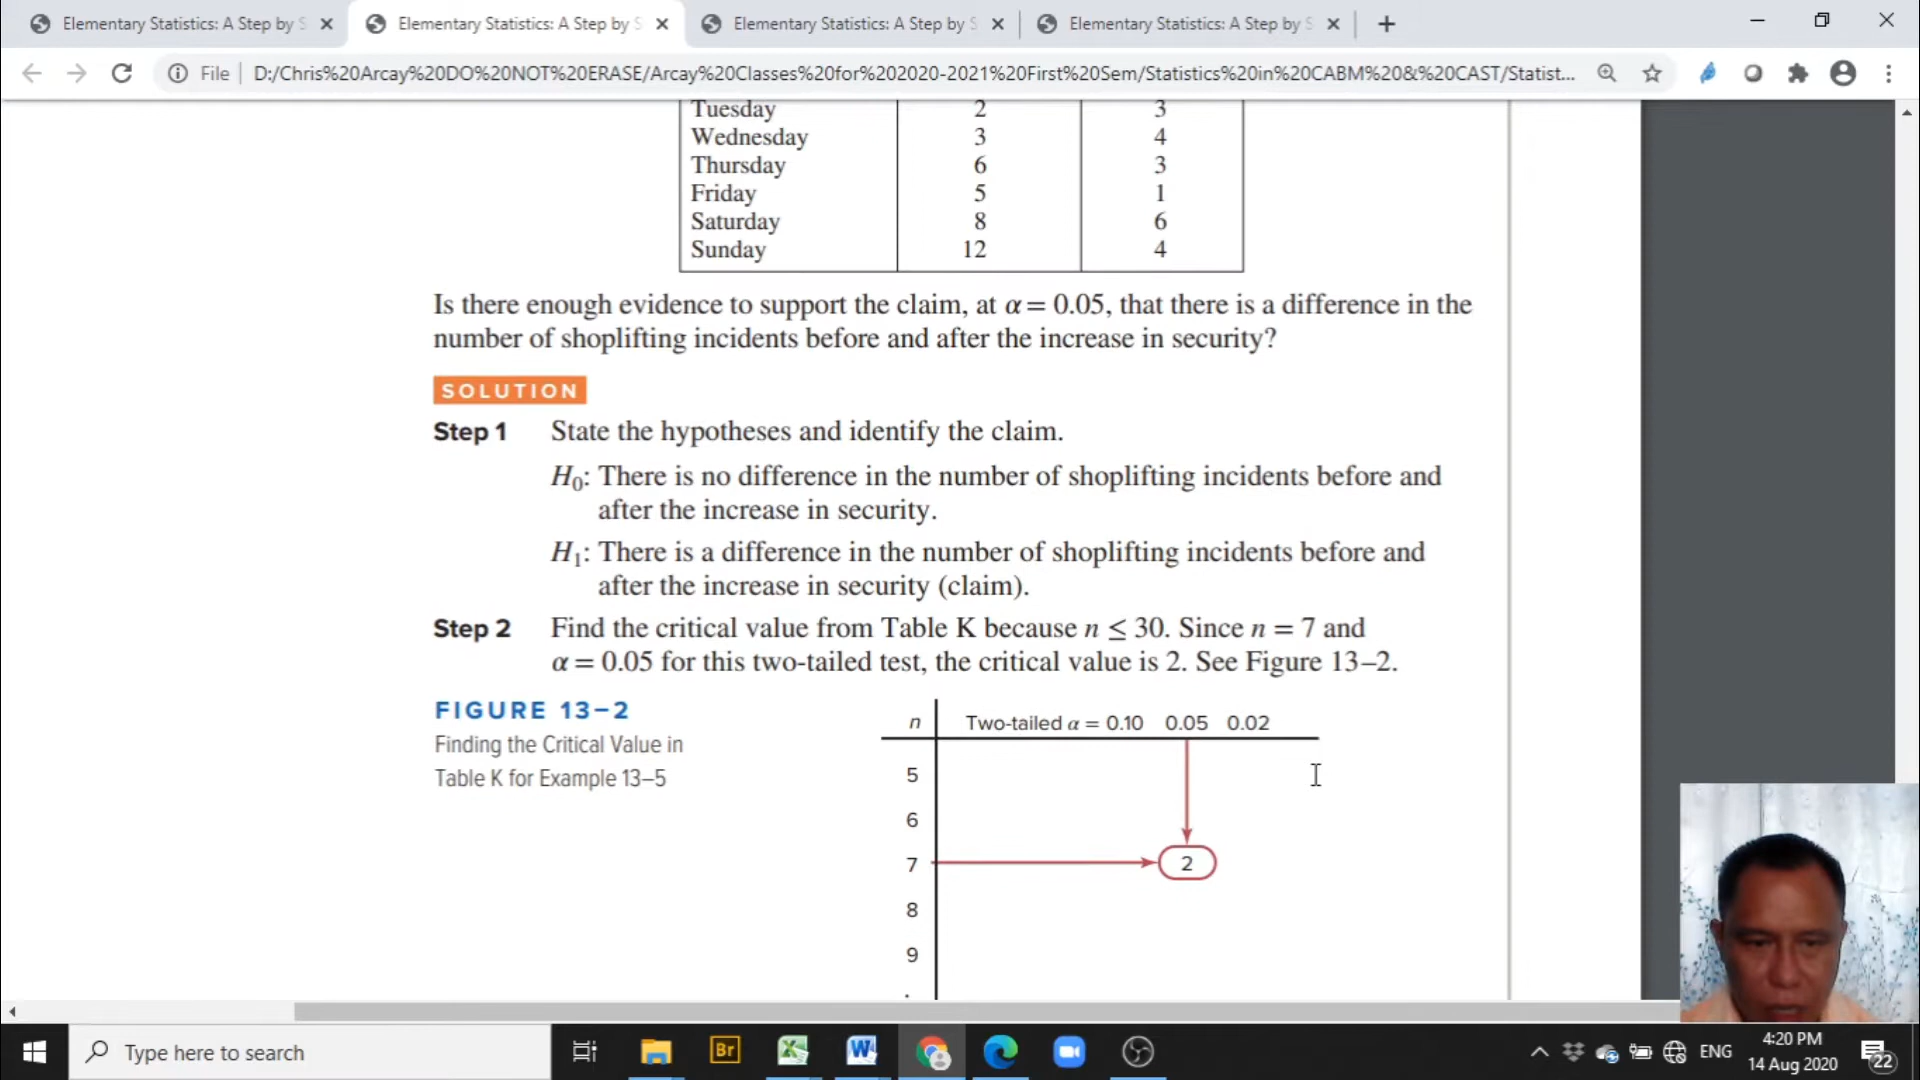 Elementary Statistics: A Step by S
Elementary Statistics: A Step by S
Elementary Statistics: A Step by S
Elementary Statistics: A Step by S
File
D:/Chris%20Arcay%20DO%20NOT%20ERASE/Arcay%20Classes%20for%202020-2021%20First%20Sem/Statistics%20in%20CABM%20&%20CAST/Statist...
Tuesday 2 3
Wednesday 3 4
Thursday 6 3
Friday 5 1
Saturday 8 6
Sunday 12 4
Is there enough evidence to support the claim, at α = 0.05, that there is a difference in the
number of shoplifting incidents before and after the increase in security?
SOLUTION
Step 1 State the hypotheses and identify the claim.
H₀: There is no difference in the number of shoplifting incidents before and
after the increase in security.
H₁: There is a difference in the number of shoplifting incidents before and
after the increase in security (claim).
Step 2 Find the critical value from Table K because n ≤ 30. Since n = 7 and
α = 0.05 for this two-tailed test, the critical value is 2. See Figure 13–2.
FIGURE 13–2
Finding the Critical Value in
Table K for Example 13–5
n Two-tailed α = 0.10 0.05 0.02
5
6
7 2
8
9
Type here to search
Br
ENG
4:20 PM
14 Aug 2020
22